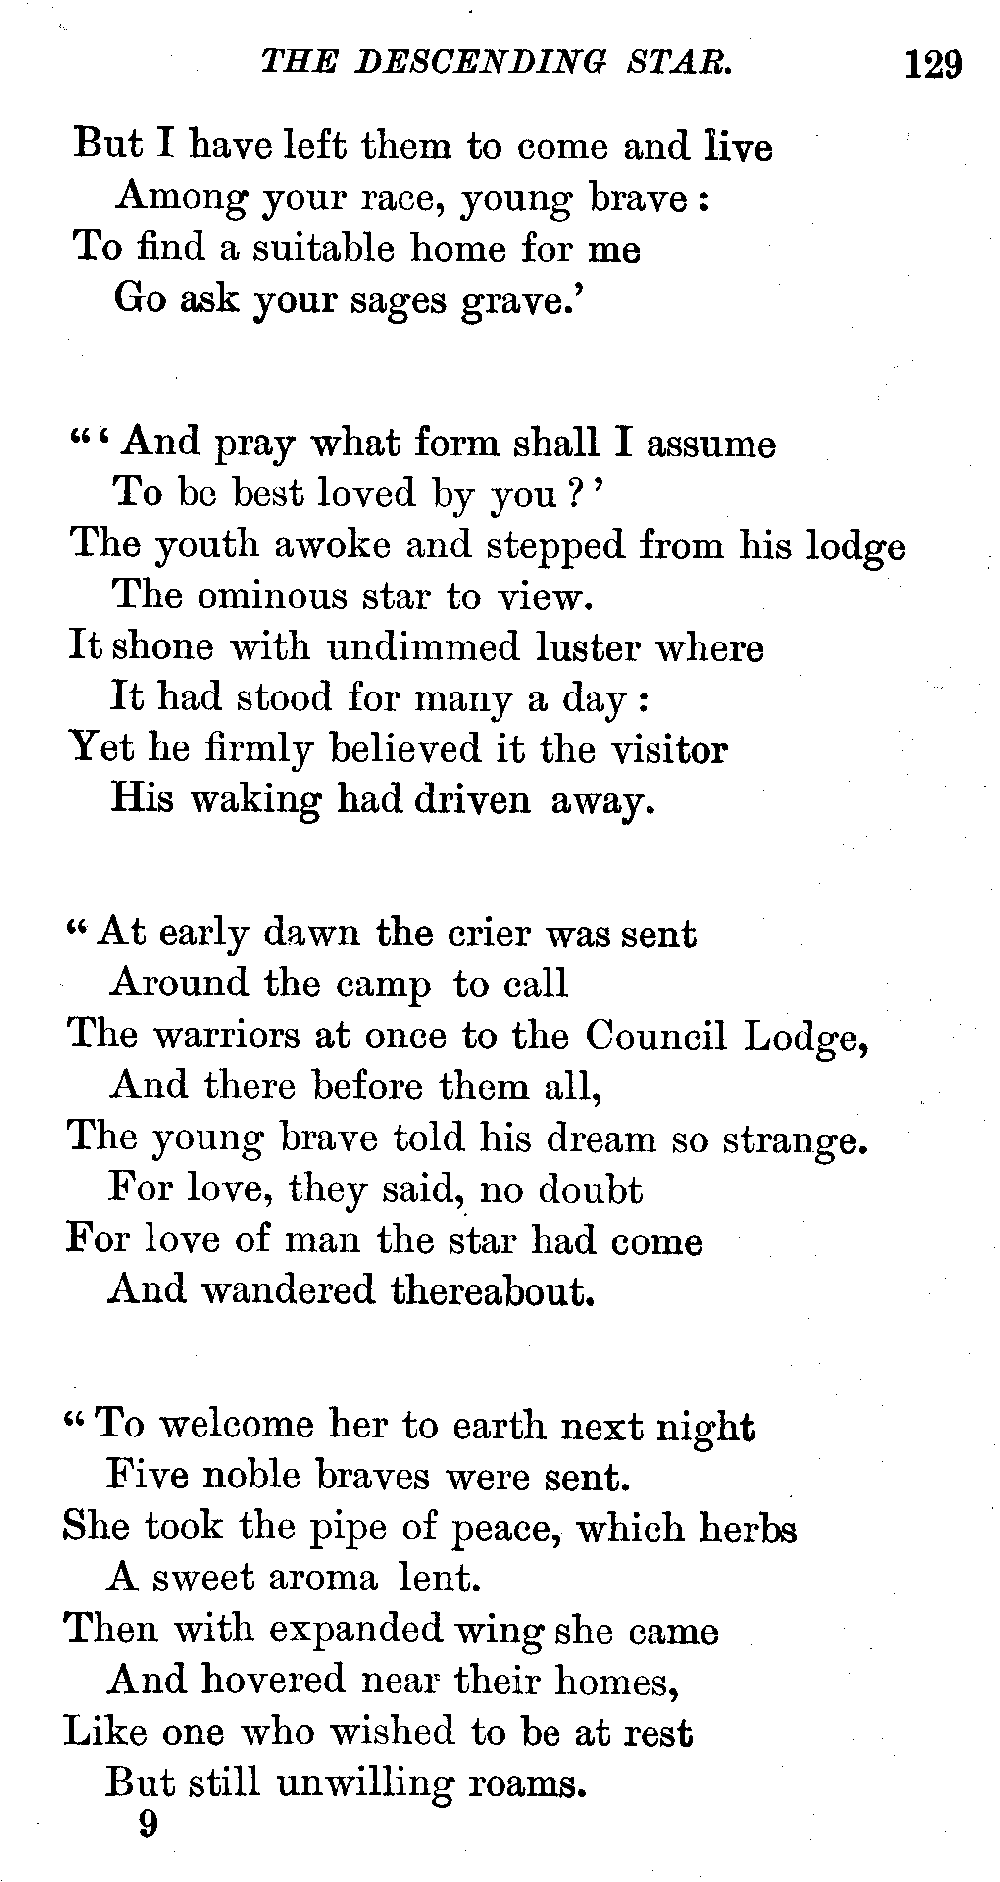 THE DESCENDING STAR. 129
But I have left them to come and live
Among your race, young brave :
To find a suitable home for me
Go ask your sages grave.’
“ ‘ And pray what form shall I assume
To be best loved by you ? ’
The youth awoke and stepped from his lodge
The ominous star to view.
It shone with undimmed luster where
It had stood for many a day :
Yet he firmly believed it the visitor
His waking had driven away.
“ At early dawn the crier was sent
Around the camp to call
The warriors at once to the Council Lodge,
And there before them all,
The young brave told his dream so strange.
For love, they said, no doubt
For love of man the star had come
And wandered thereabout.
“ To welcome her to earth next night
Five noble braves were sent.
She took the pipe of peace, which herbs
A sweet aroma lent.
Then with expanded wing she came
And hovered near their homes,
Like one who wished to be at rest
But still unwilling roams.
9